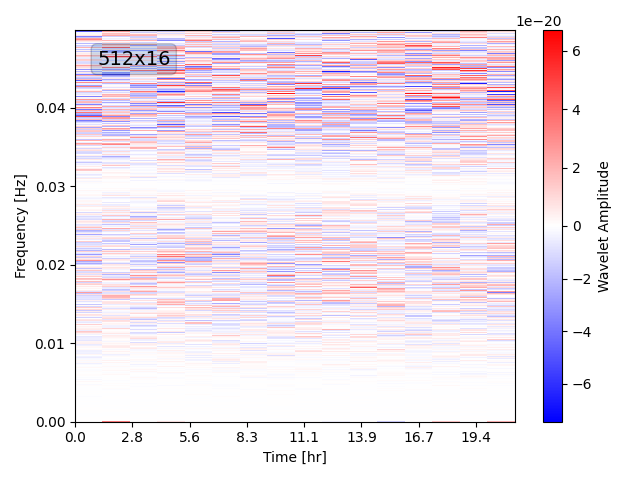 1e−20
512x16
0.04
0.03
0.02
0.01
0.00
Frequency [Hz]
0.0 2.8 5.6 8.3 11.1 13.9 16.7 19.4
Time [hr]
6
4
2
0
−2
−4
−6
Wavelet Amplitude